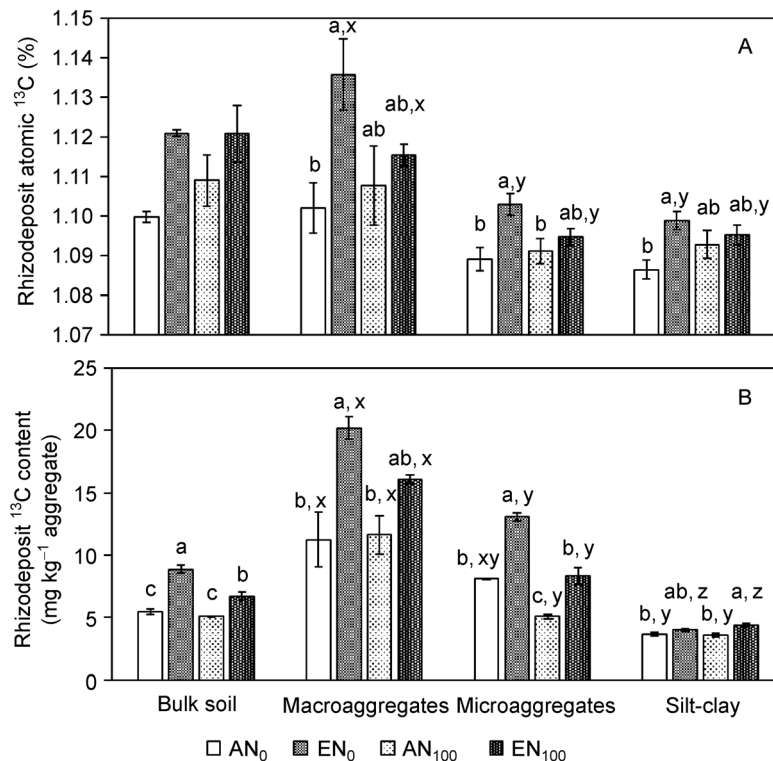 1.15
1.14
1.13
1.12
1.11
1.10
1.09
1.08
1.07
Rhizodeposit atomic ¹³C (%)
A
a,x
b
ab
ab,x
b
a,y
b
ab,y
b
a,y
ab
ab,y
25
20
15
10
5
0
Rhizodeposit ¹³C content
(mg kg⁻¹ aggregate)
B
c
a
c
b
b, x
a, x
b, x
ab, x
b, xy
a, y
c, y
b, y
b, y
ab, z
b, y
a, z
Bulk soil Macroaggregates Microaggregates Silt-clay
AN₀ EN₀ AN₁₀₀ EN₁₀₀